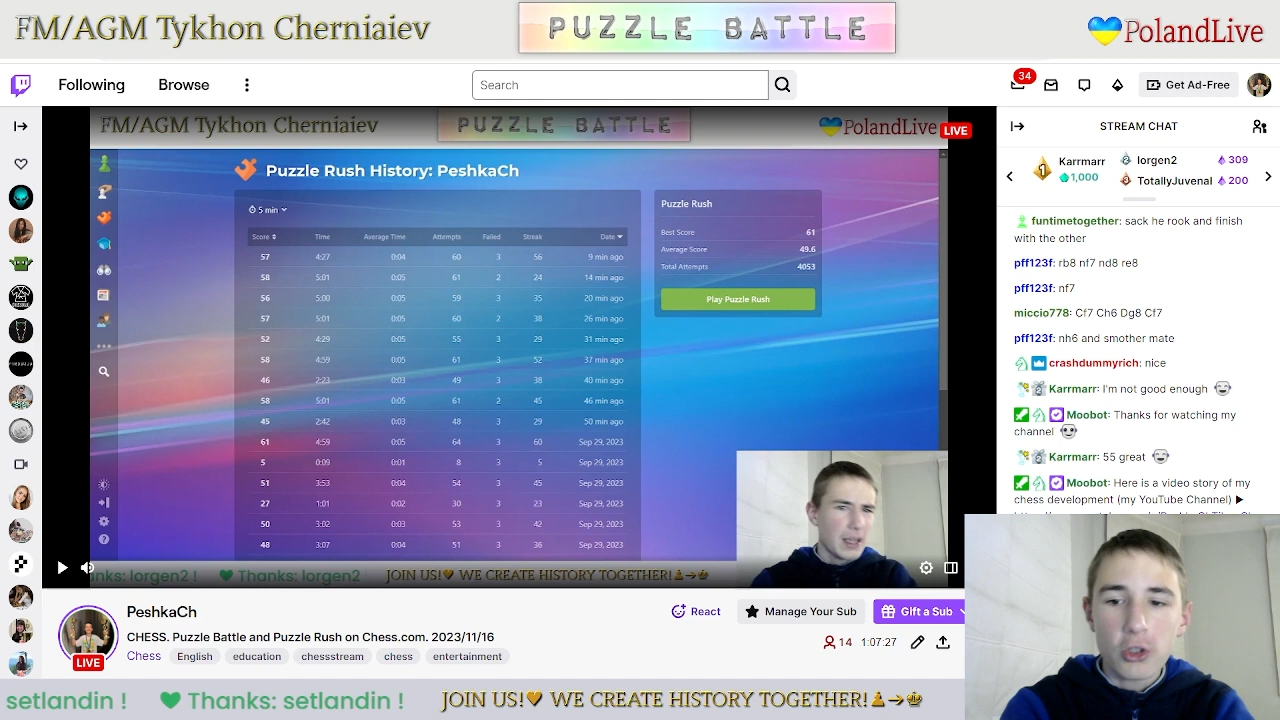 FM/AGM Tykhon Cherniaiev
PUZZLE BATTLE
PolandLive
Following
Browse
Search
34
Get Ad-Free
FM/AGM Tykhon Cherniaiev
PUZZLE BATTLE
PolandLive
LIVE
Puzzle Rush History: PeshkaCh
5 min
Score Time Average Time Attempts Failed Streak Date
57 4:27 0:04 60 3 56 9 min ago
58 5:01 0:05 61 2 24 14 min ago
56 5:00 0:05 59 3 35 20 min ago
57 5:01 0:05 60 2 38 26 min ago
52 4:29 0:05 55 3 29 31 min ago
58 4:59 0:05 61 3 52 37 min ago
46 2:23 0:03 49 3 38 40 min ago
58 5:01 0:05 61 2 45 46 min ago
45 2:42 0:03 48 3 29 50 min ago
61 4:59 0:05 64 3 60 Sep 29, 2023
5 0:09 0:01 8 3 5 Sep 29, 2023
51 3:53 0:04 54 3 45 Sep 29, 2023
27 1:01 0:02 30 3 23 Sep 29, 2023
50 3:02 0:03 53 3 42 Sep 29, 2023
48 3:07 0:04 51 3 36 Sep 29, 2023
Puzzle Rush
Best Score 61
Average Score 49.6
Total Attempts 4053
Play Puzzle Rush
Thanks: lorgen2 !
Thanks: lorgen2
JOIN US! WE CREATE HISTORY TOGETHER!
STREAM CHAT
1
Karrmarr
1,000
2 lorgen2 309
3 TotallyJuvenal 200
funtimetogether: sack he rook and finish
with the other
pff123f: rb8 nf7 nd8 re8
pff123f: nf7
miccio778: Cf7 Ch6 Dg8 Cf7
pff123f: nh6 and smother mate
crashdummyrich: nice
Karrmarr: I'm not good enough
Moobot: Thanks for watching my
channel
Karrmarr: 55 great
Moobot: Here is a video story of my
chess development (my YouTube Channel)
PeshkaCh
CHESS. Puzzle Battle and Puzzle Rush on Chess.com. 2023/11/16
Chess
English
education
chessstream
chess
entertainment
LIVE
React
Manage Your Sub
Gift a Sub
14
1:07:27
setlandin !
Thanks: setlandin !
JOIN US! WE CREATE HISTORY TOGETHER!